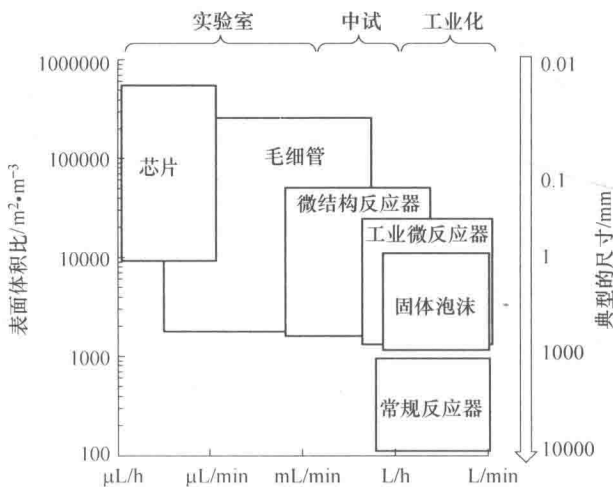 实验室 中试 工业化
1000000
100000
10000
1000
100
表面体积比/m²•m⁻³
芯片
毛细管
微结构反应器
工业微反应器
固体泡沫
常规反应器
0.01
0.1
1
1000
10000
典型的尺寸/mm
μL/h μL/min mL/min L/h L/min